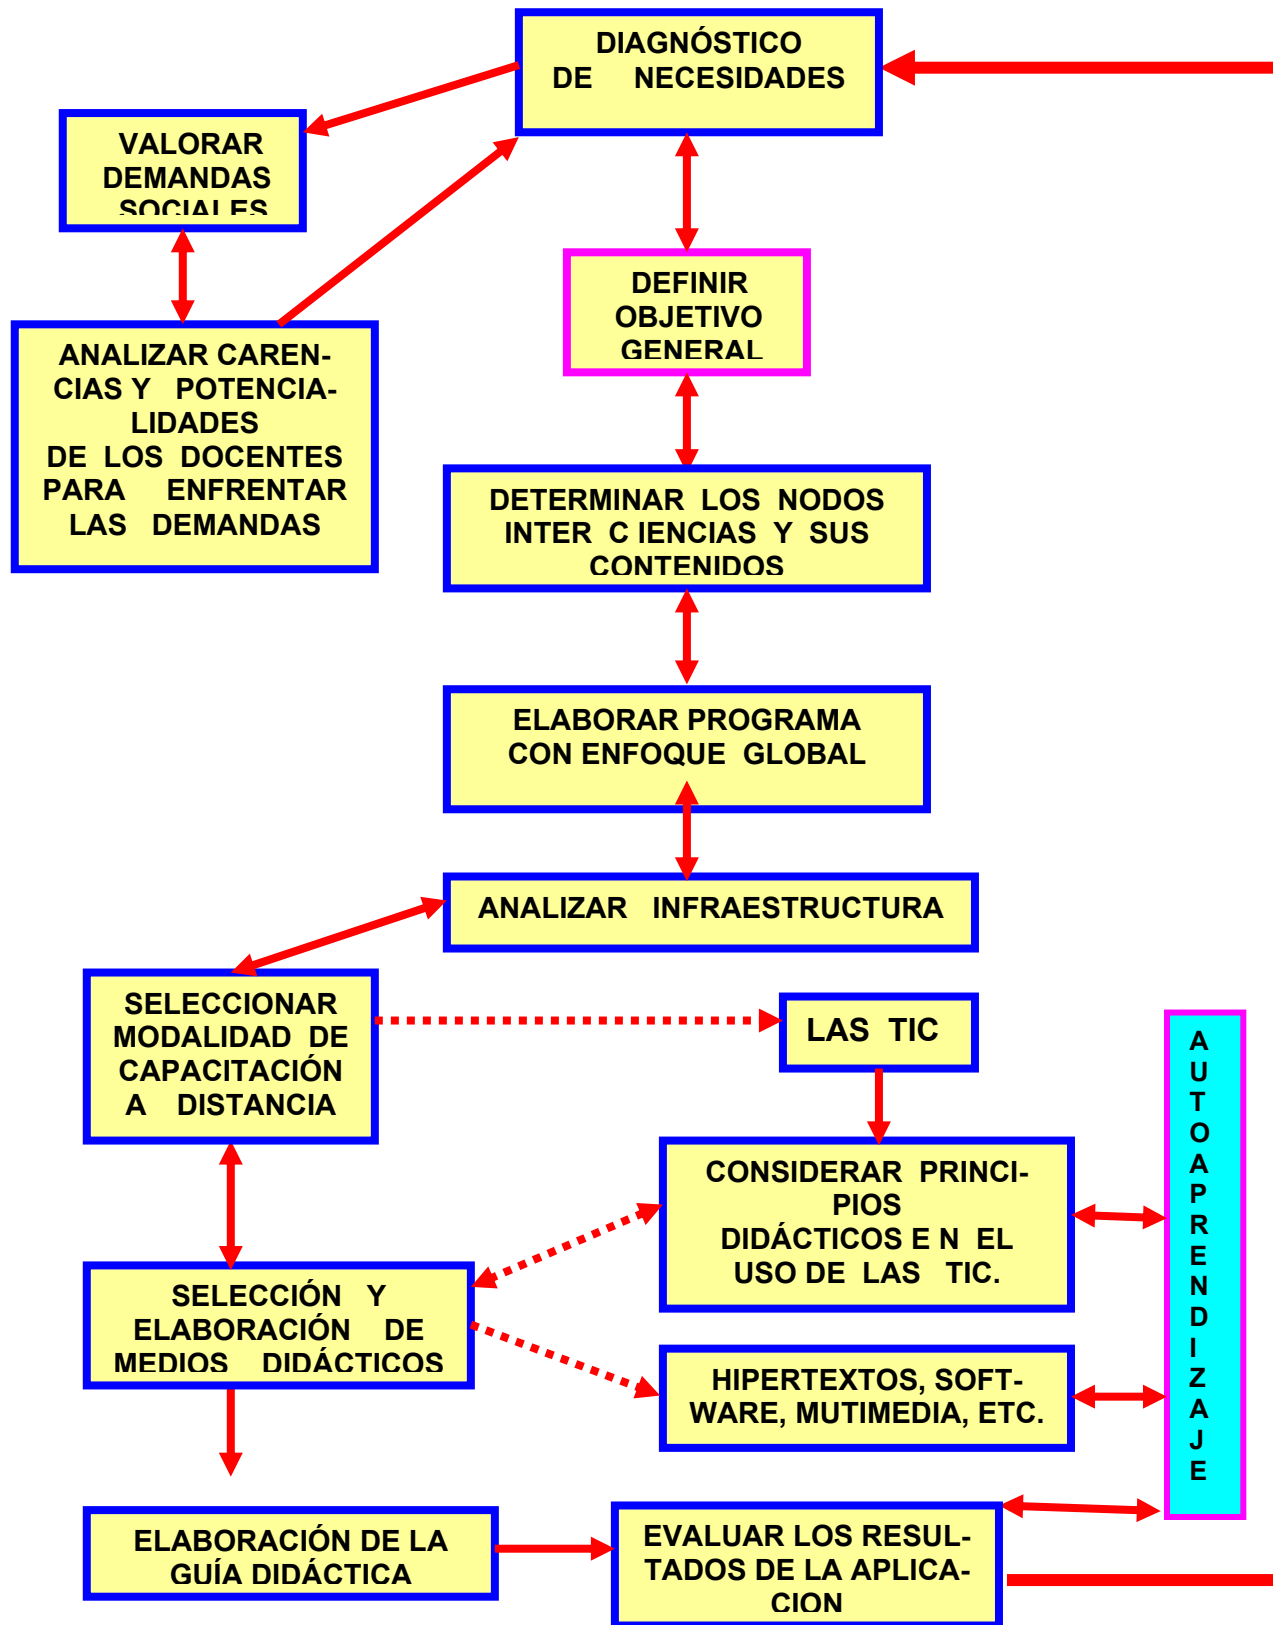 DIAGNÓSTICO
DE NECESIDADES
VALORAR
DEMANDAS
SOCIALES
DEFINIR
OBJETIVO
GENERAL
ANALIZAR CAREN-
CIAS Y POTENCIA-
LIDADES
DE LOS DOCENTES
PARA ENFRENTAR
LAS DEMANDAS
DETERMINAR LOS NODOS
INTER C IENCIAS Y SUS
CONTENIDOS
ELABORAR PROGRAMA
CON ENFOQUE GLOBAL
ANALIZAR INFRAESTRUCTURA
SELECCIONAR
MODALIDAD DE
CAPACITACIÓN
A DISTANCIA
LAS TIC
CONSIDERAR PRINCI-
PIOS
DIDÁCTICOS E N EL
USO DE LAS TIC.
SELECCIÓN Y
ELABORACIÓN DE
MEDIOS DIDÁCTICOS
HIPERTEXTOS, SOFT-
WARE, MUTIMEDIA, ETC.
A
U
T
O
A
P
R
E
N
D
I
Z
A
J
E
ELABORACIÓN DE LA
GUÍA DIDÁCTICA
EVALUAR LOS RESUL-
TADOS DE LA APLICA-
CION